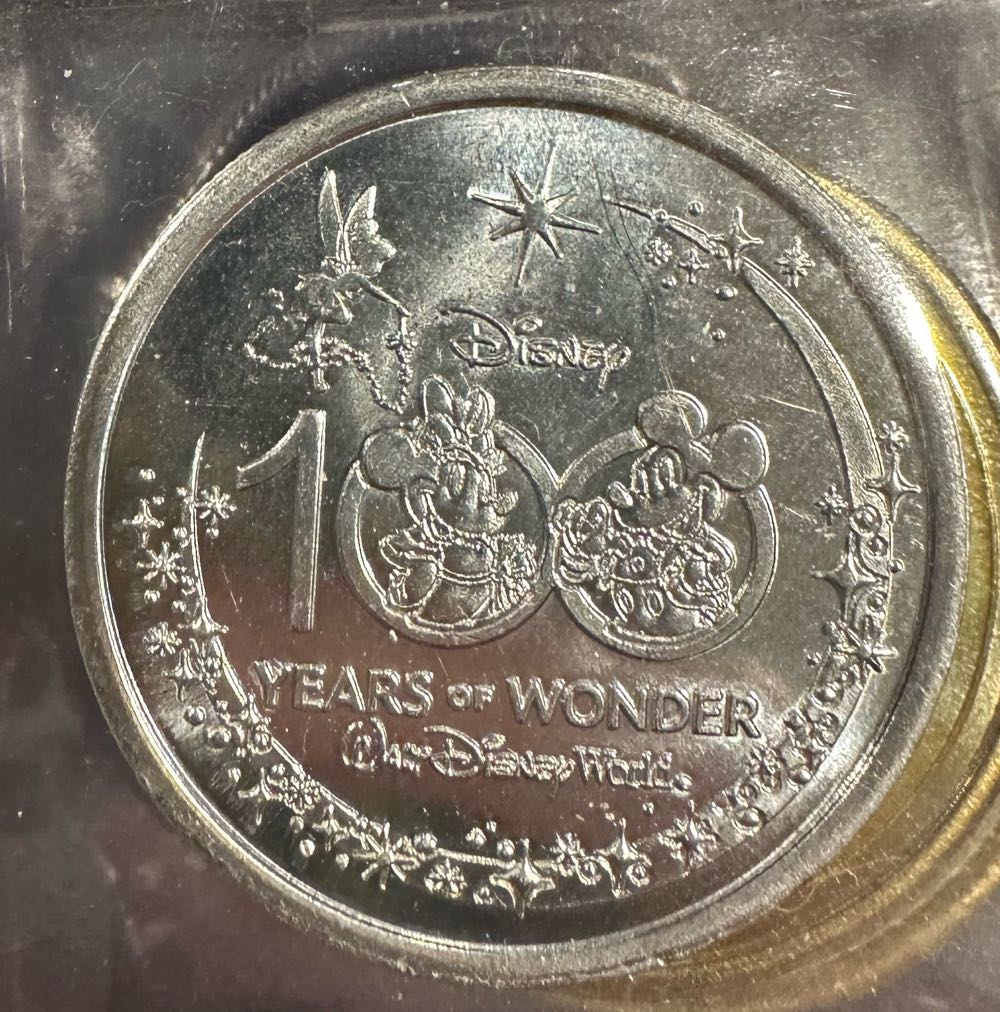 Disney
100
YEARS OF WONDER
Walt Disney World.